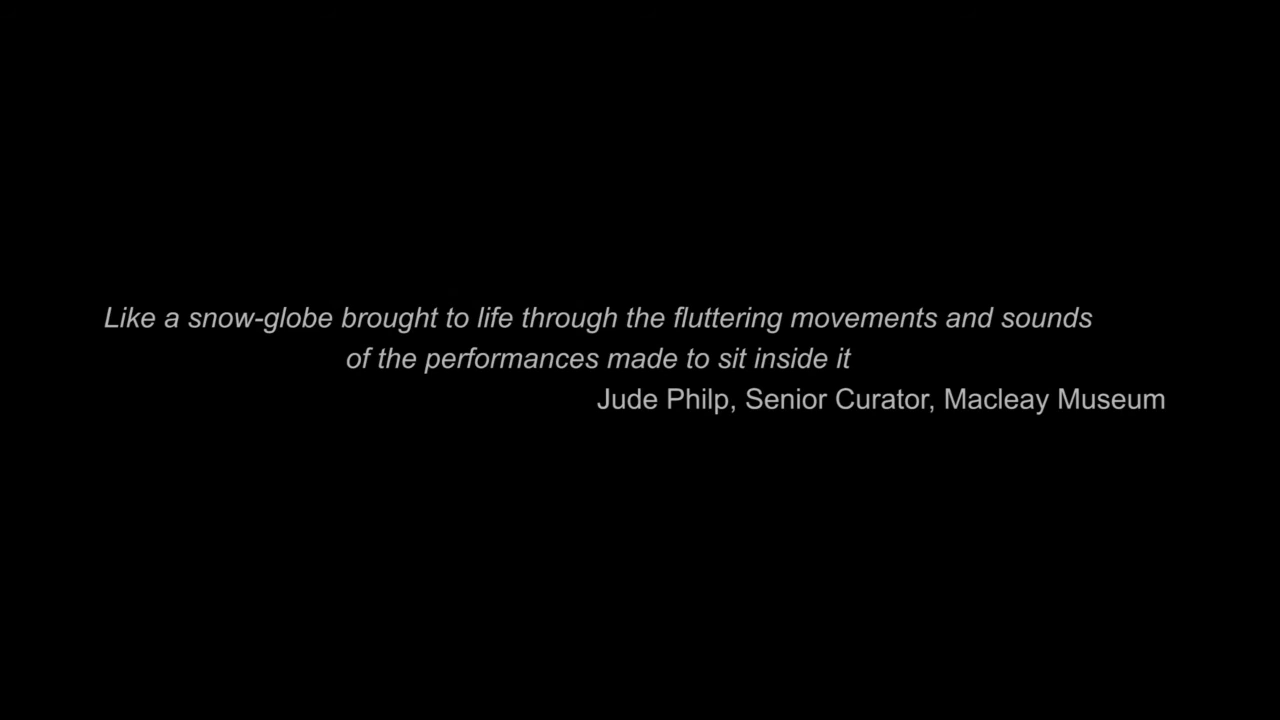 Like a snow-globe brought to life through the fluttering movements and sounds
of the performances made to sit inside it
Jude Philp, Senior Curator, Macleay Museum